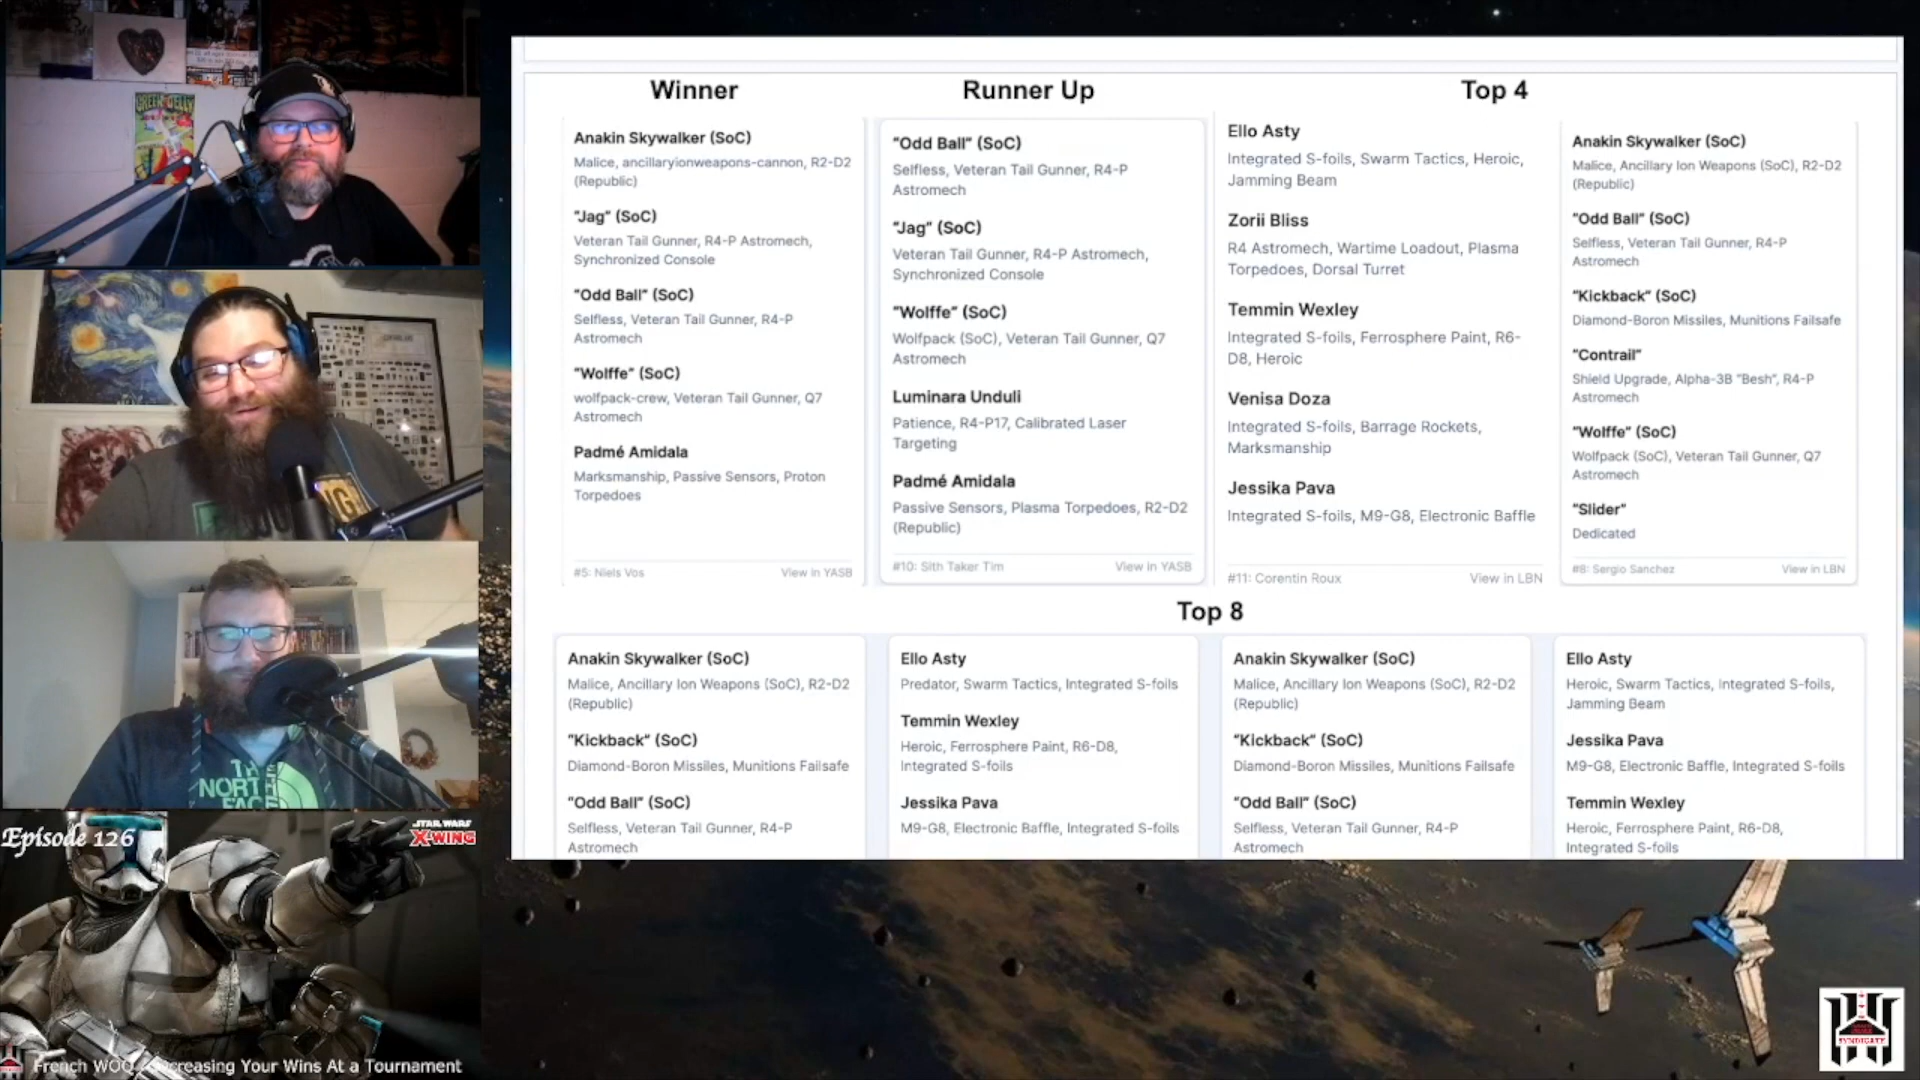 Winner
Anakin Skywalker (SoC)
Malice, ancillaryionweapons-cannon, R2-D2
(Republic)
"Jag" (SoC)
Veteran Tail Gunner, R4-P Astromech,
Synchronized Console
"Odd Ball" (SoC)
Selfless, Veteran Tail Gunner, R4-P
Astromech
"Wolffe" (SoC)
wolfpack-crew, Veteran Tail Gunner, Q7
Astromech
Padmé Amidala
Marksmanship, Passive Sensors, Proton
Torpedoes
#5: Niels Vos
View in YASB
Runner Up
"Odd Ball" (SoC)
Selfless, Veteran Tail Gunner, R4-P
Astromech
"Jag" (SoC)
Veteran Tail Gunner, R4-P Astromech,
Synchronized Console
"Wolffe" (SoC)
Wolfpack (SoC), Veteran Tail Gunner, Q7
Astromech
Luminara Unduli
Patience, R4-P17, Calibrated Laser
Targeting
Padmé Amidala
Passive Sensors, Plasma Torpedoes, R2-D2
(Republic)
#10: Sith Taker Tim
View in YASB
Top 4
Ello Asty
Integrated S-foils, Swarm Tactics, Heroic,
Jamming Beam
Zorii Bliss
R4 Astromech, Wartime Loadout, Plasma
Torpedoes, Dorsal Turret
Temmin Wexley
Integrated S-foils, Ferrosphere Paint, R6-
D8, Heroic
Venisa Doza
Integrated S-foils, Barrage Rockets,
Marksmanship
Jessika Pava
Integrated S-foils, M9-G8, Electronic Baffle
#11: Corentin Roux
View in LBN
Anakin Skywalker (SoC)
Malice, Ancillary Ion Weapons (SoC), R2-D2
(Republic)
"Odd Ball" (SoC)
Selfless, Veteran Tail Gunner, R4-P
Astromech
"Kickback" (SoC)
Diamond-Boron Missiles, Munitions Failsafe
"Contrail"
Shield Upgrade, Alpha-3B "Besh", R4-P
Astromech
"Wolffe" (SoC)
Wolfpack (SoC), Veteran Tail Gunner, Q7
Astromech
"Slider"
Dedicated
#8: Sergio Sanchez
View in LBN
Top 8
Anakin Skywalker (SoC)
Malice, Ancillary Ion Weapons (SoC), R2-D2
(Republic)
"Kickback" (SoC)
Diamond-Boron Missiles, Munitions Failsafe
"Odd Ball" (SoC)
Selfless, Veteran Tail Gunner, R4-P
Astromech
Ello Asty
Predator, Swarm Tactics, Integrated S-foils
Temmin Wexley
Heroic, Ferrosphere Paint, R6-D8,
Integrated S-foils
Jessika Pava
M9-G8, Electronic Baffle, Integrated S-foils
Anakin Skywalker (SoC)
Malice, Ancillary Ion Weapons (SoC), R2-D2
(Republic)
"Kickback" (SoC)
Diamond-Boron Missiles, Munitions Failsafe
"Odd Ball" (SoC)
Selfless, Veteran Tail Gunner, R4-P
Astromech
Ello Asty
Heroic, Swarm Tactics, Integrated S-foils,
Jamming Beam
Jessika Pava
M9-G8, Electronic Baffle, Integrated S-foils
Temmin Wexley
Heroic, Ferrosphere Paint, R6-D8,
Integrated S-foils
GREEN JELLY
NORTH
FACE
Episode 126
STAR WARS
X-WING
French Your Wins At a Tournament
SYNDICATE